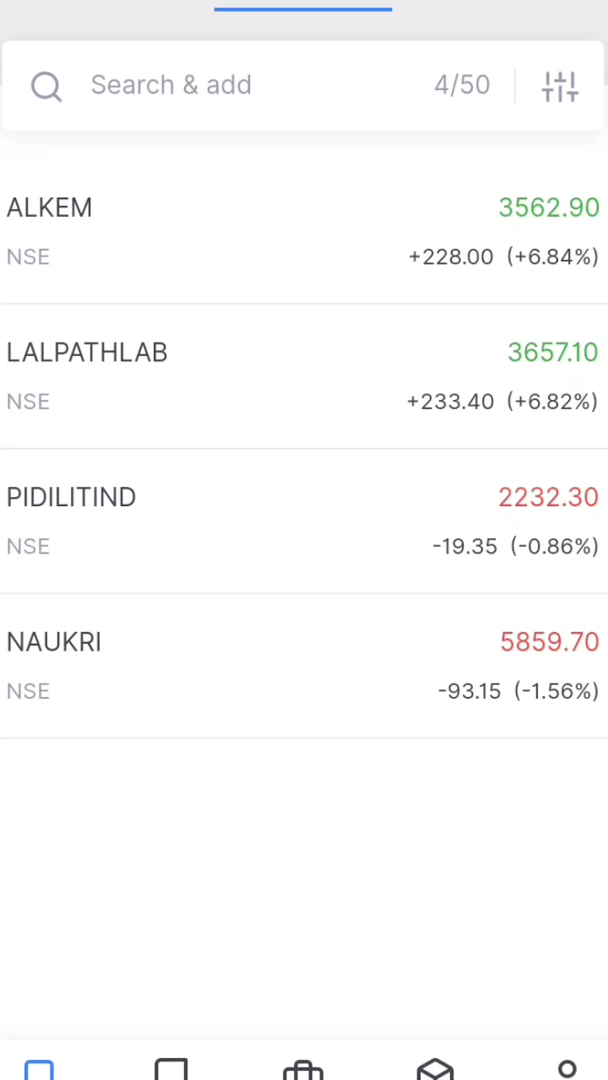 Search & add 4/50
ALKEM 3562.90
NSE +228.00 (+6.84%)
LALPATHLAB 3657.10
NSE +233.40 (+6.82%)
PIDILITIND 2232.30
NSE -19.35 (-0.86%)
NAUKRI 5859.70
NSE -93.15 (-1.56%)